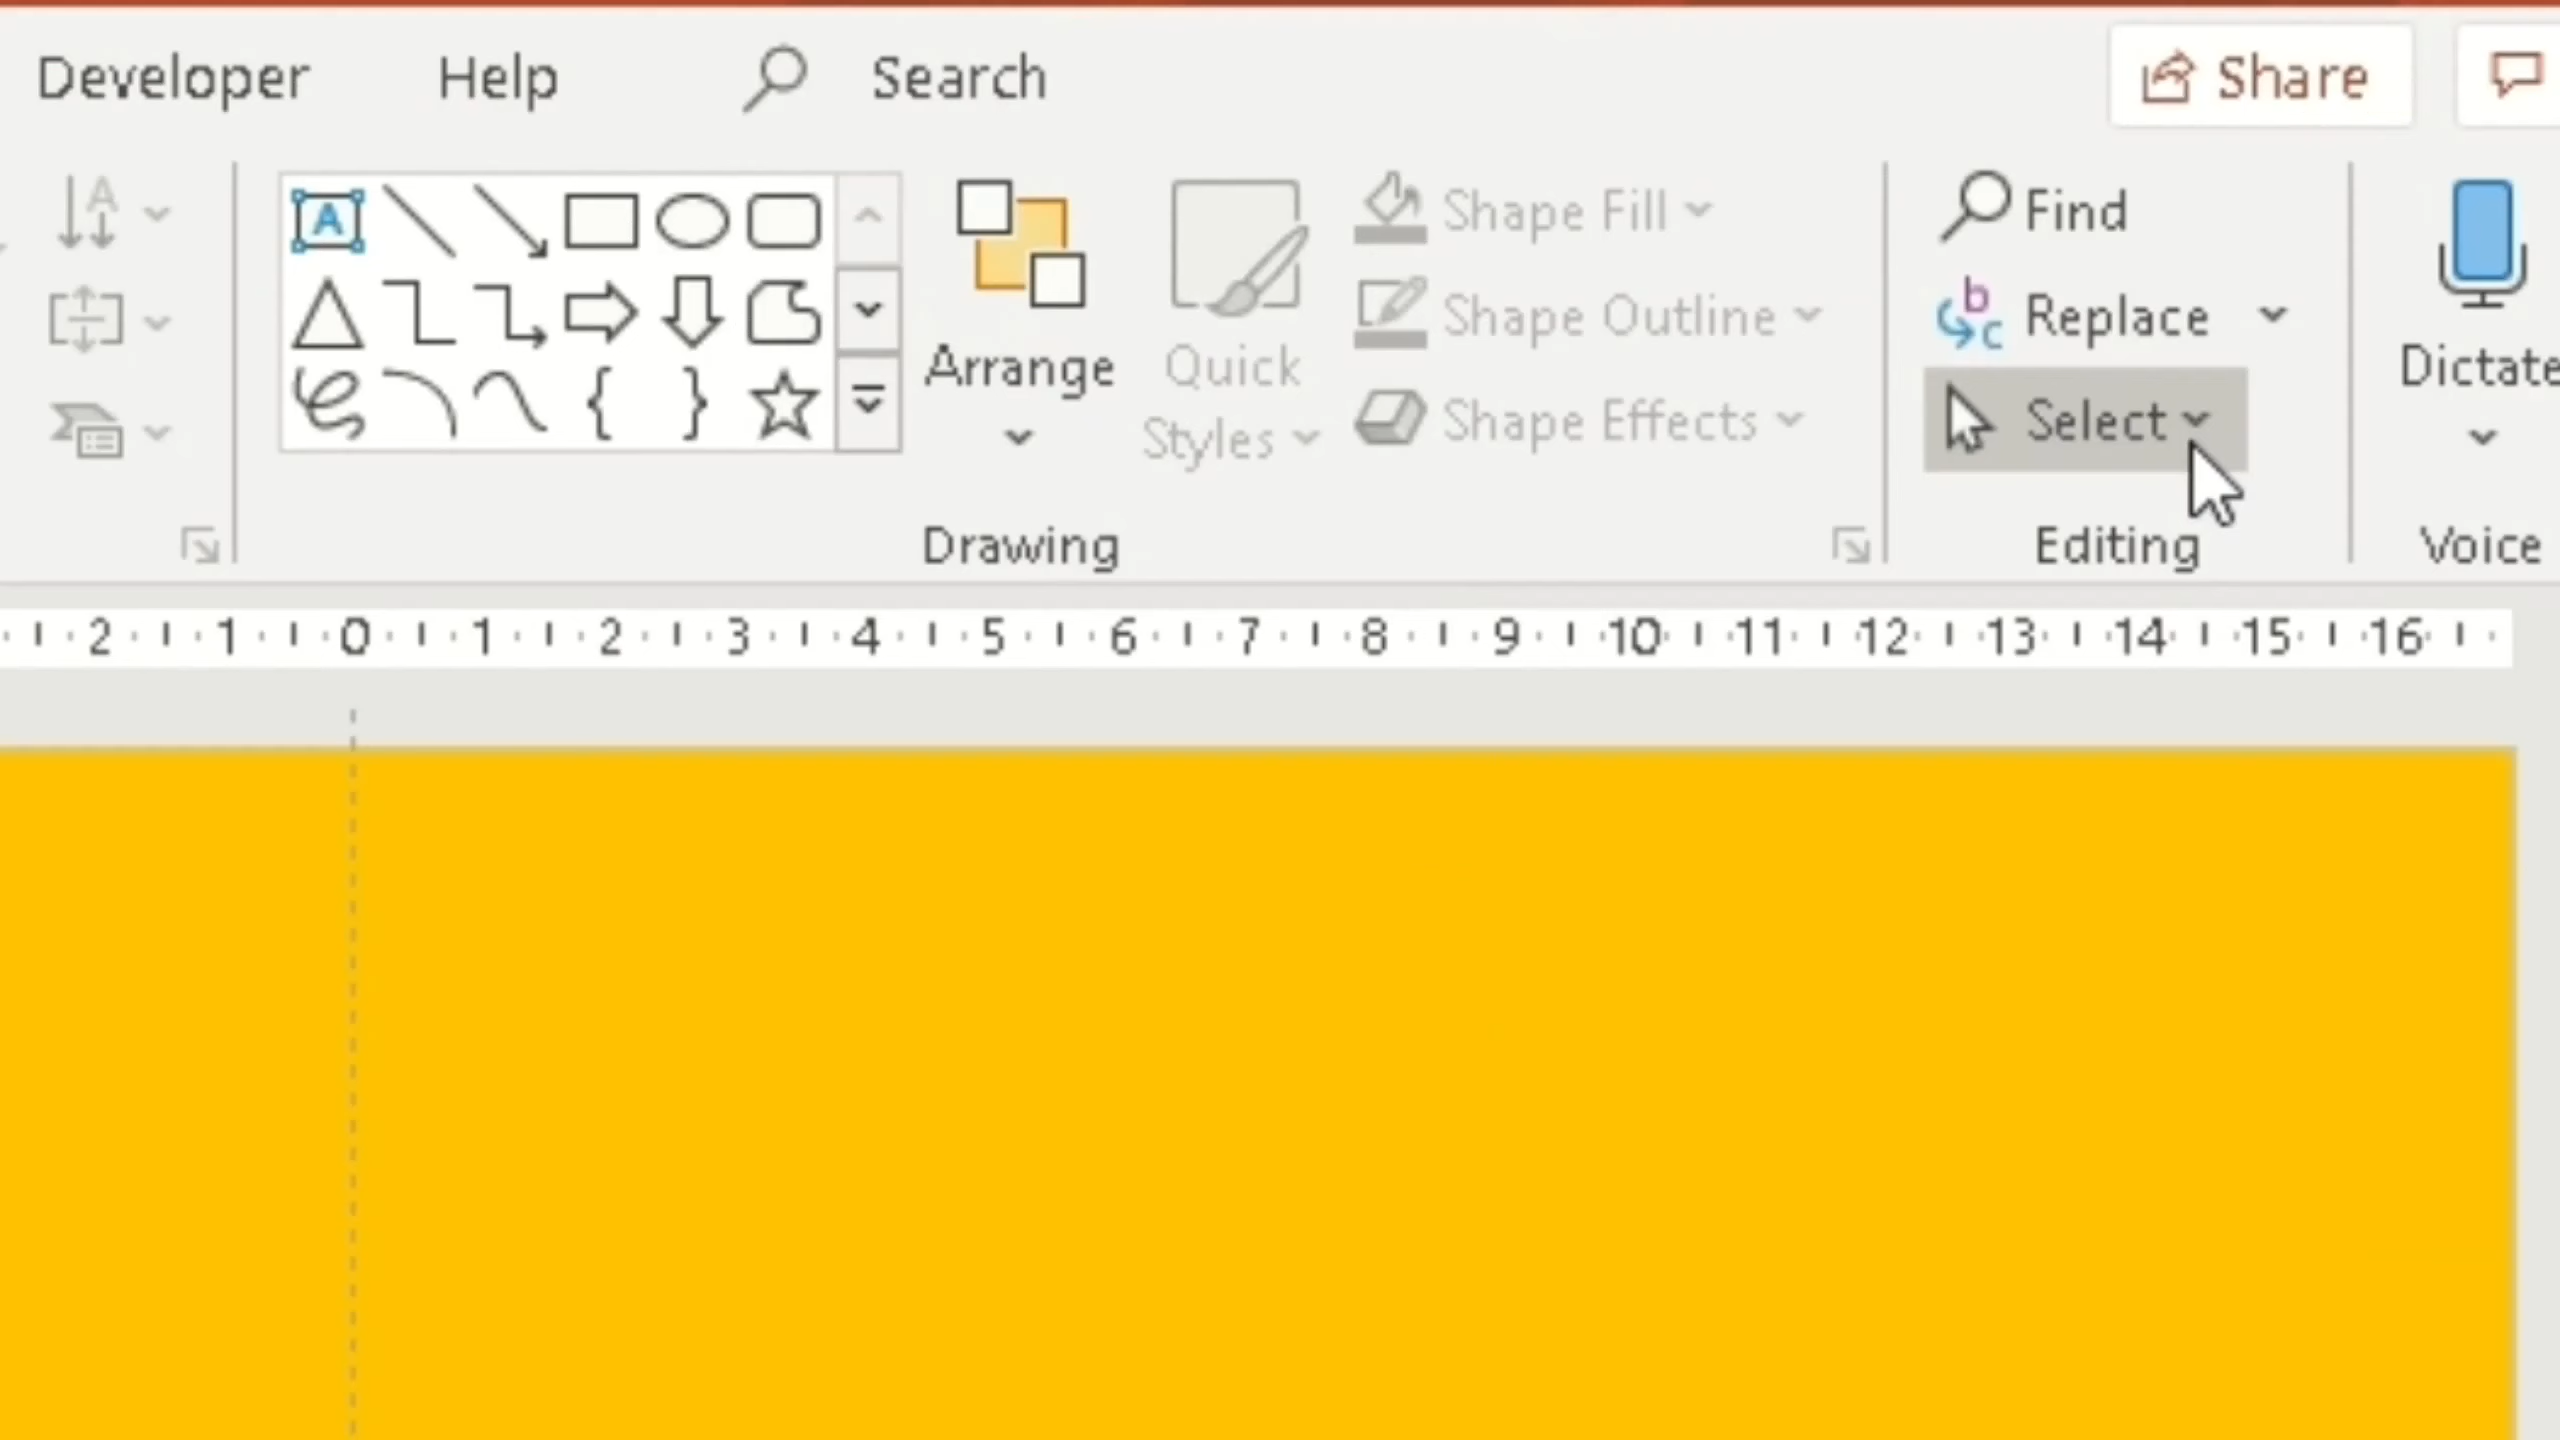 Developer Help Search Share
Shape Fill
Shape Outline
Shape Effects
Arrange
Quick
Styles
Find
Replace
Select
Dictate
Drawing
Editing
Voice
2 1 0 1 2 3 4 5 6 7 8 9 10 11 12 13 14 15 16